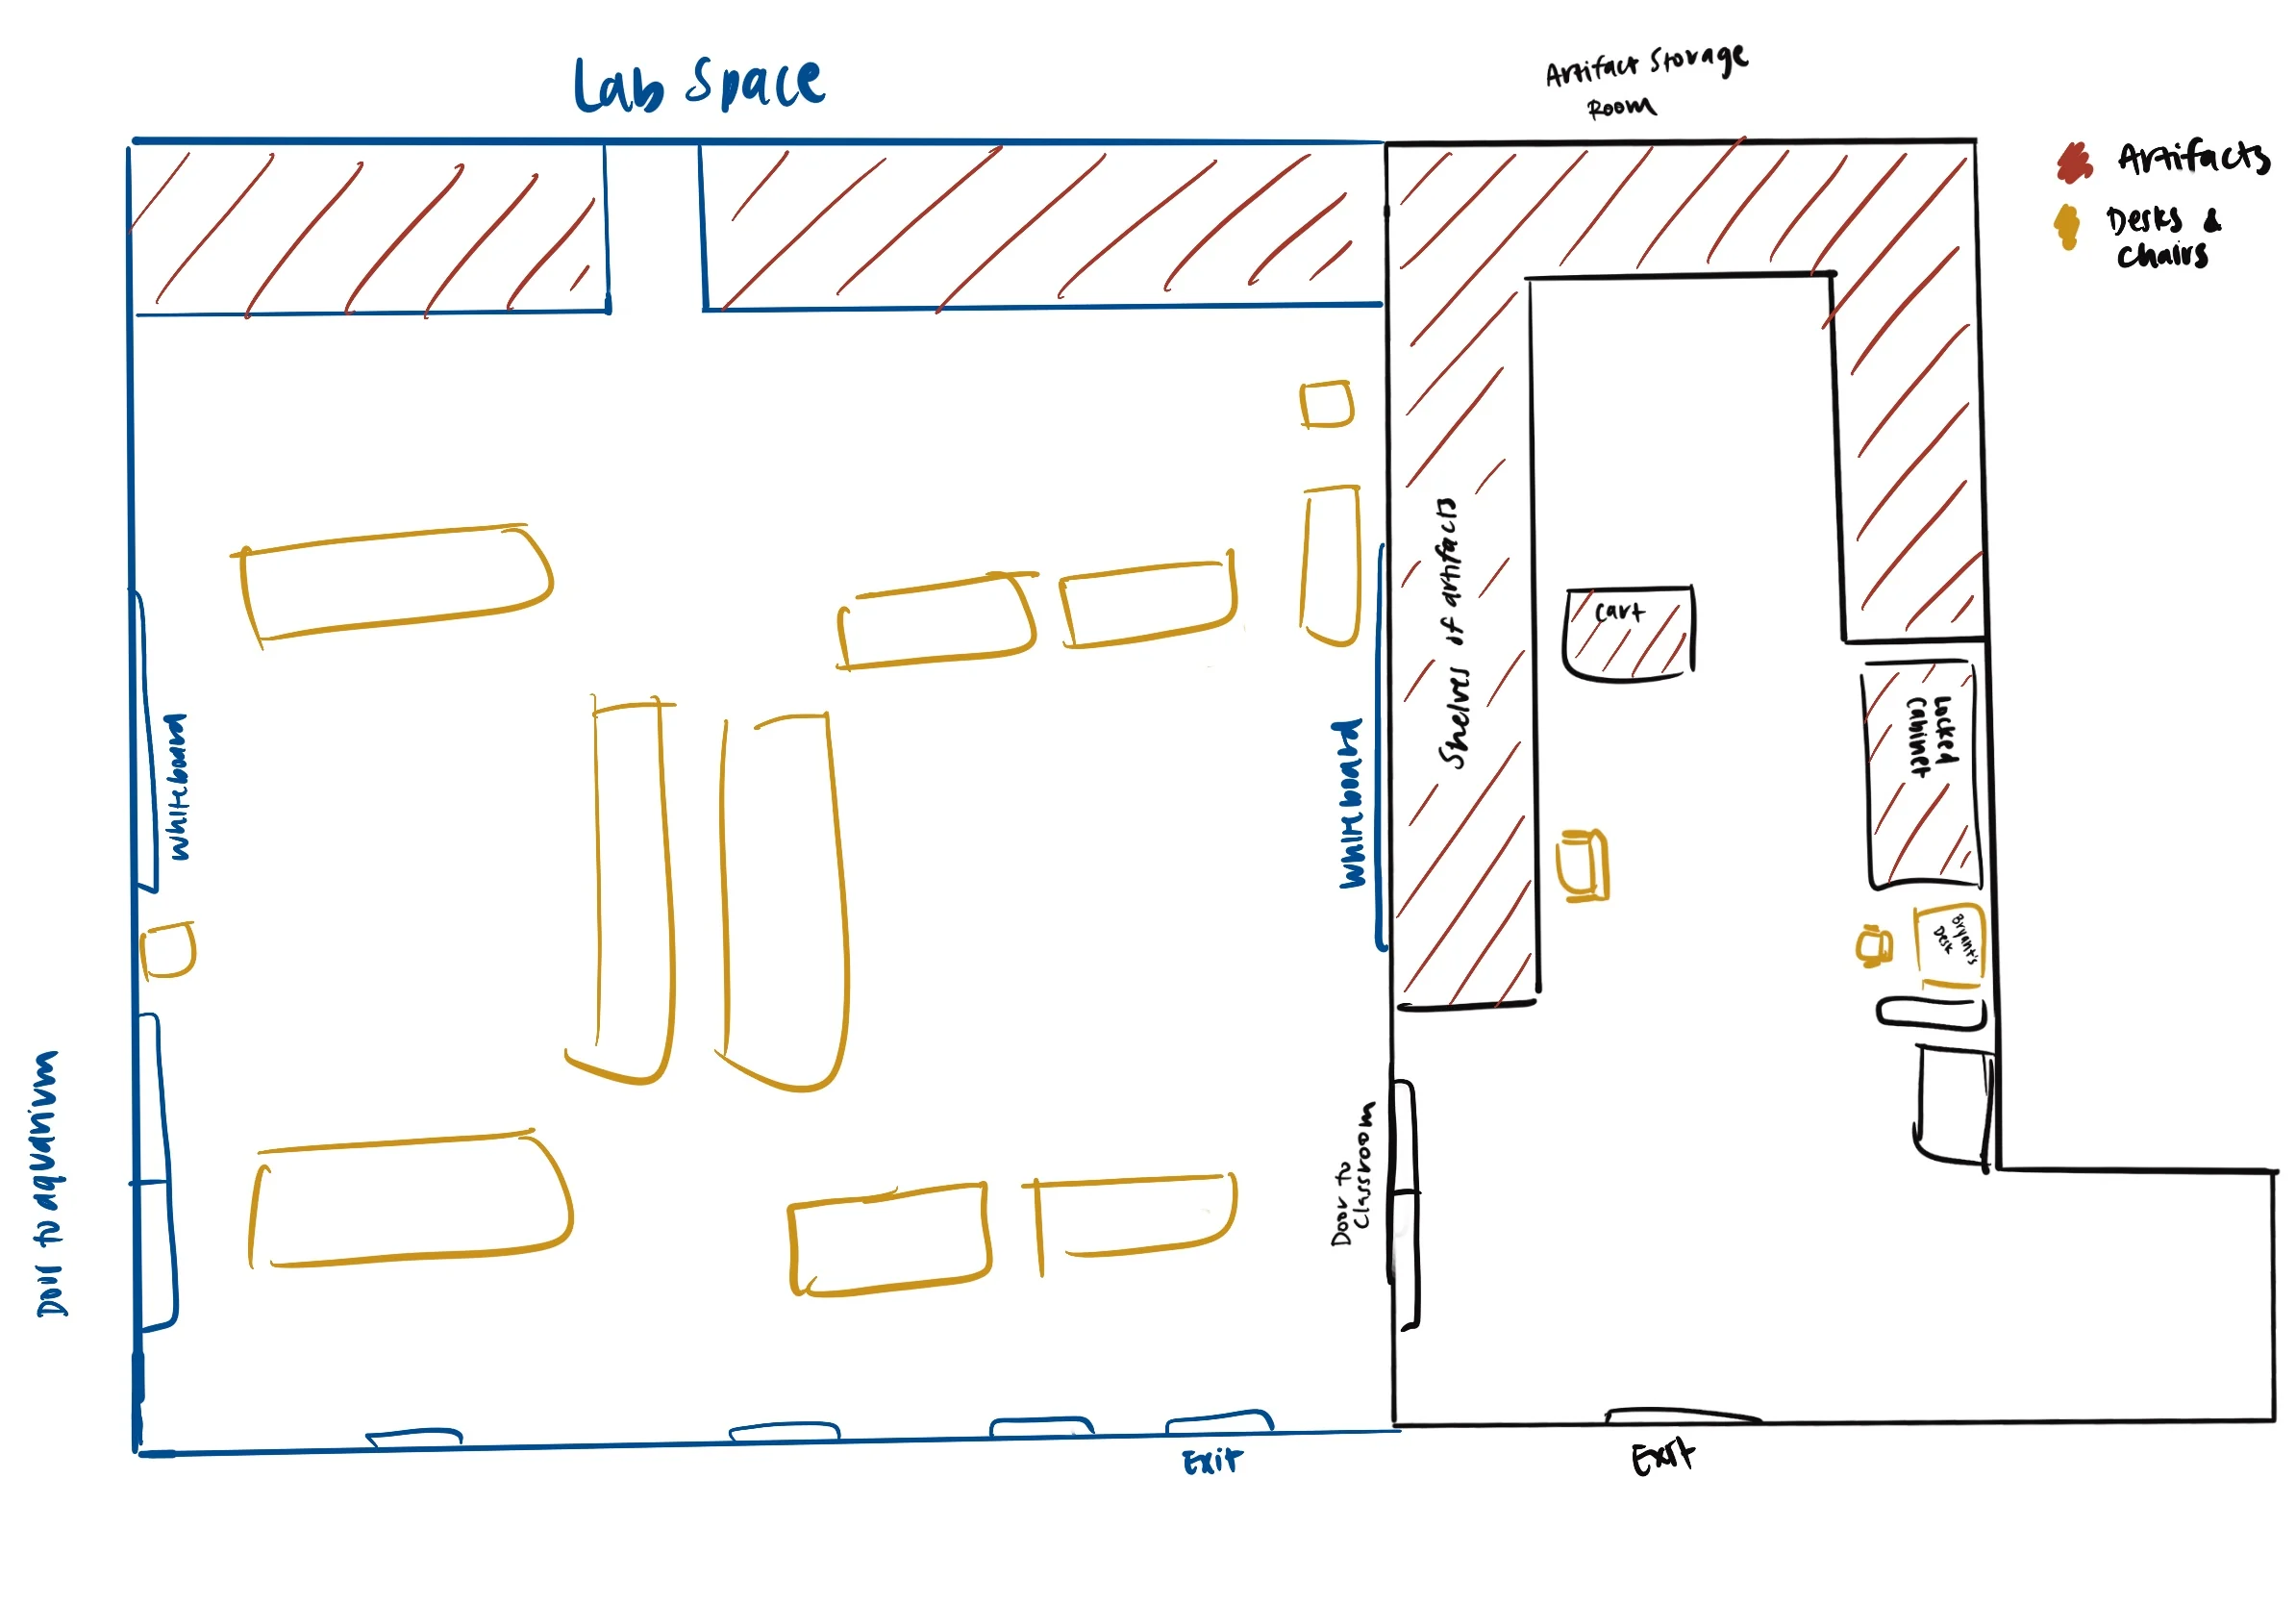 Lab Space
Artifact Storage
Room
Artifacts
Desks &
chairs
Shelves of artifacts
cart
Locked
Cabinet
Whiteboard
Whiteboard
Bryant's
Desk
Door to aquarium
Door to
Classroom
Exit
Exit